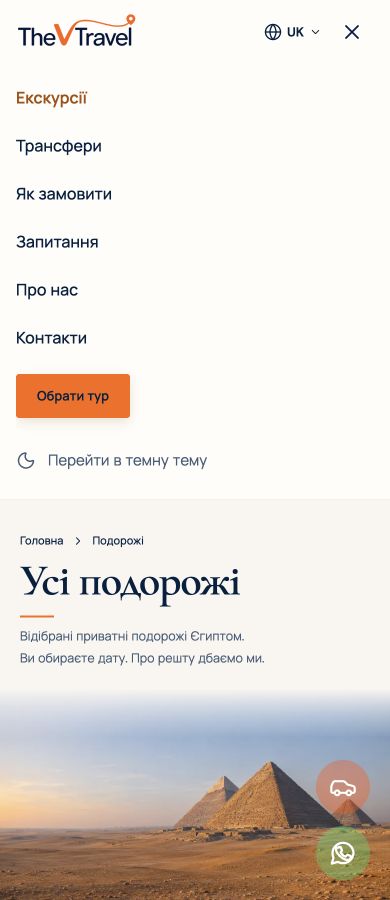 TheVTravel
UK
Екскурсії
Трансфери
Як замовити
Запитання
Про нас
Контакти
Обрати тур
Перейти в темну тему
Головна > Подорожі
Усі подорожі
Відібрані приватні подорожі Єгиптом.
Ви обираєте дату. Про решту дбаємо ми.